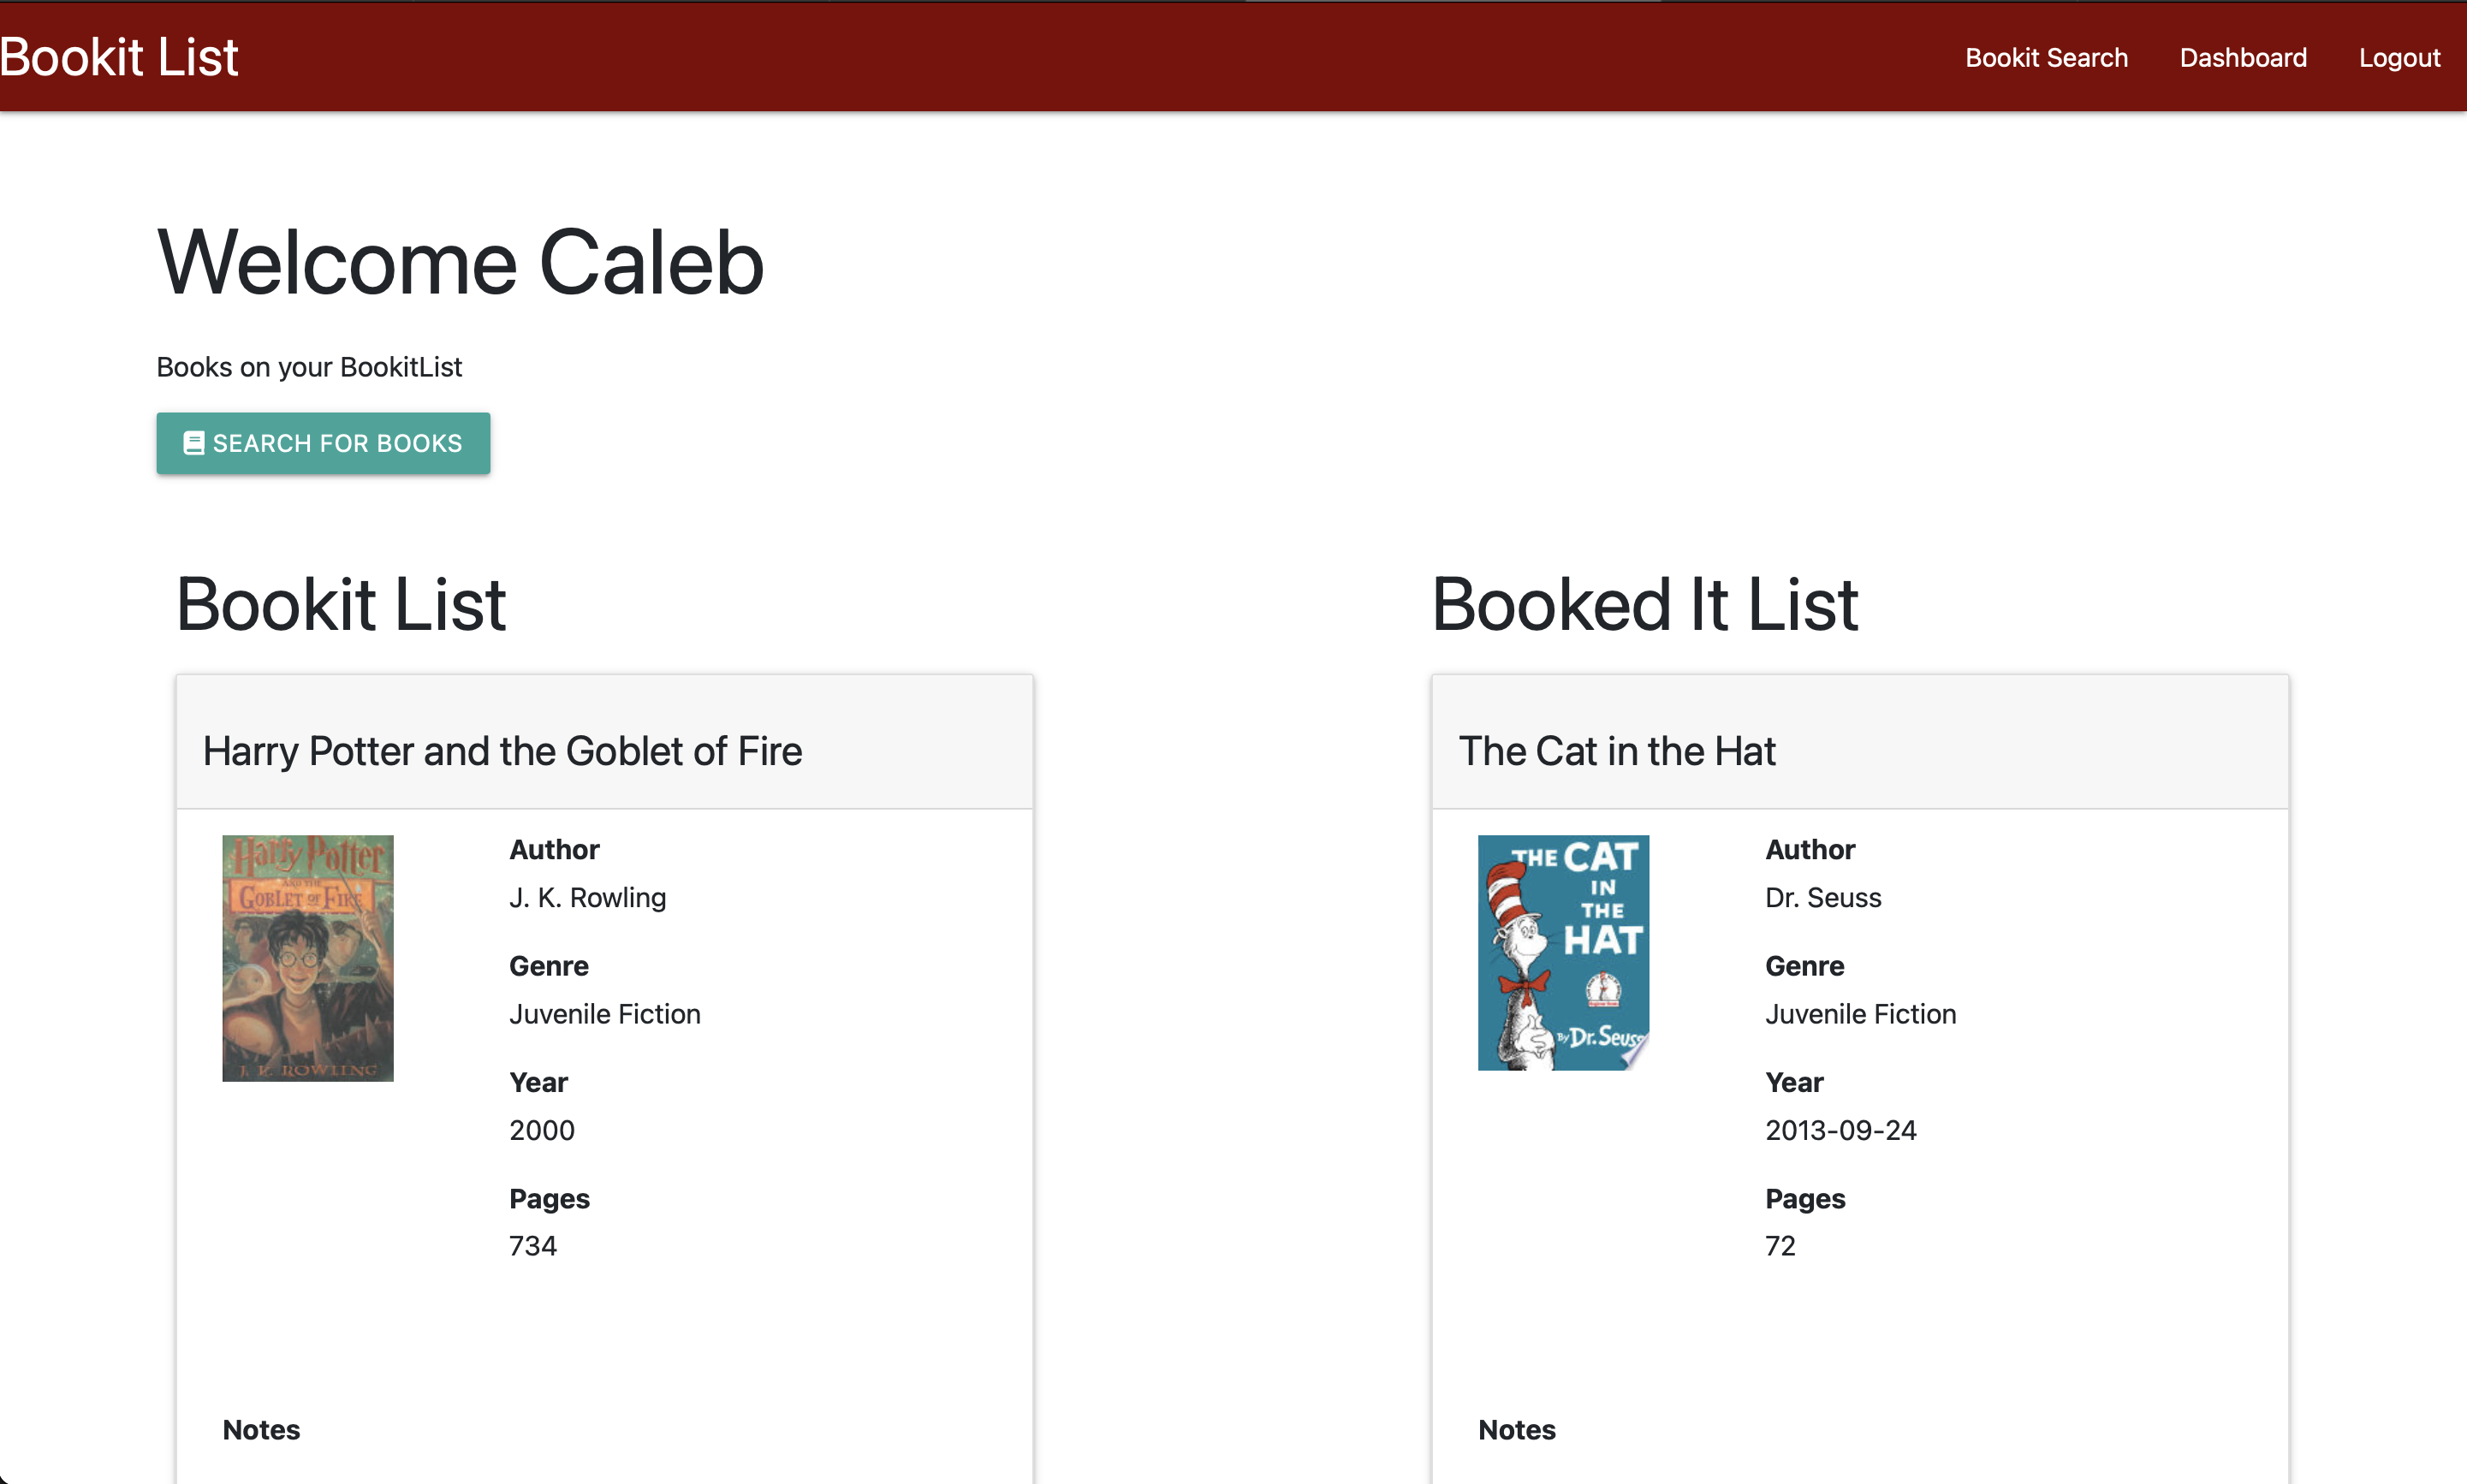 Bookit List
Bookit Search Dashboard Logout
Welcome Caleb
Books on your BookitList
SEARCH FOR BOOKS
Bookit List
Harry Potter and the Goblet of Fire
Harry Potter
AND THE
GOBLET OF FIRE
J. K. ROWLING
Author
J. K. Rowling
Genre
Juvenile Fiction
Year
2000
Pages
734
Notes
Booked It List
The Cat in the Hat
THE CAT
IN
THE
HAT
By Dr. Seuss
Author
Dr. Seuss
Genre
Juvenile Fiction
Year
2013-09-24
Pages
72
Notes